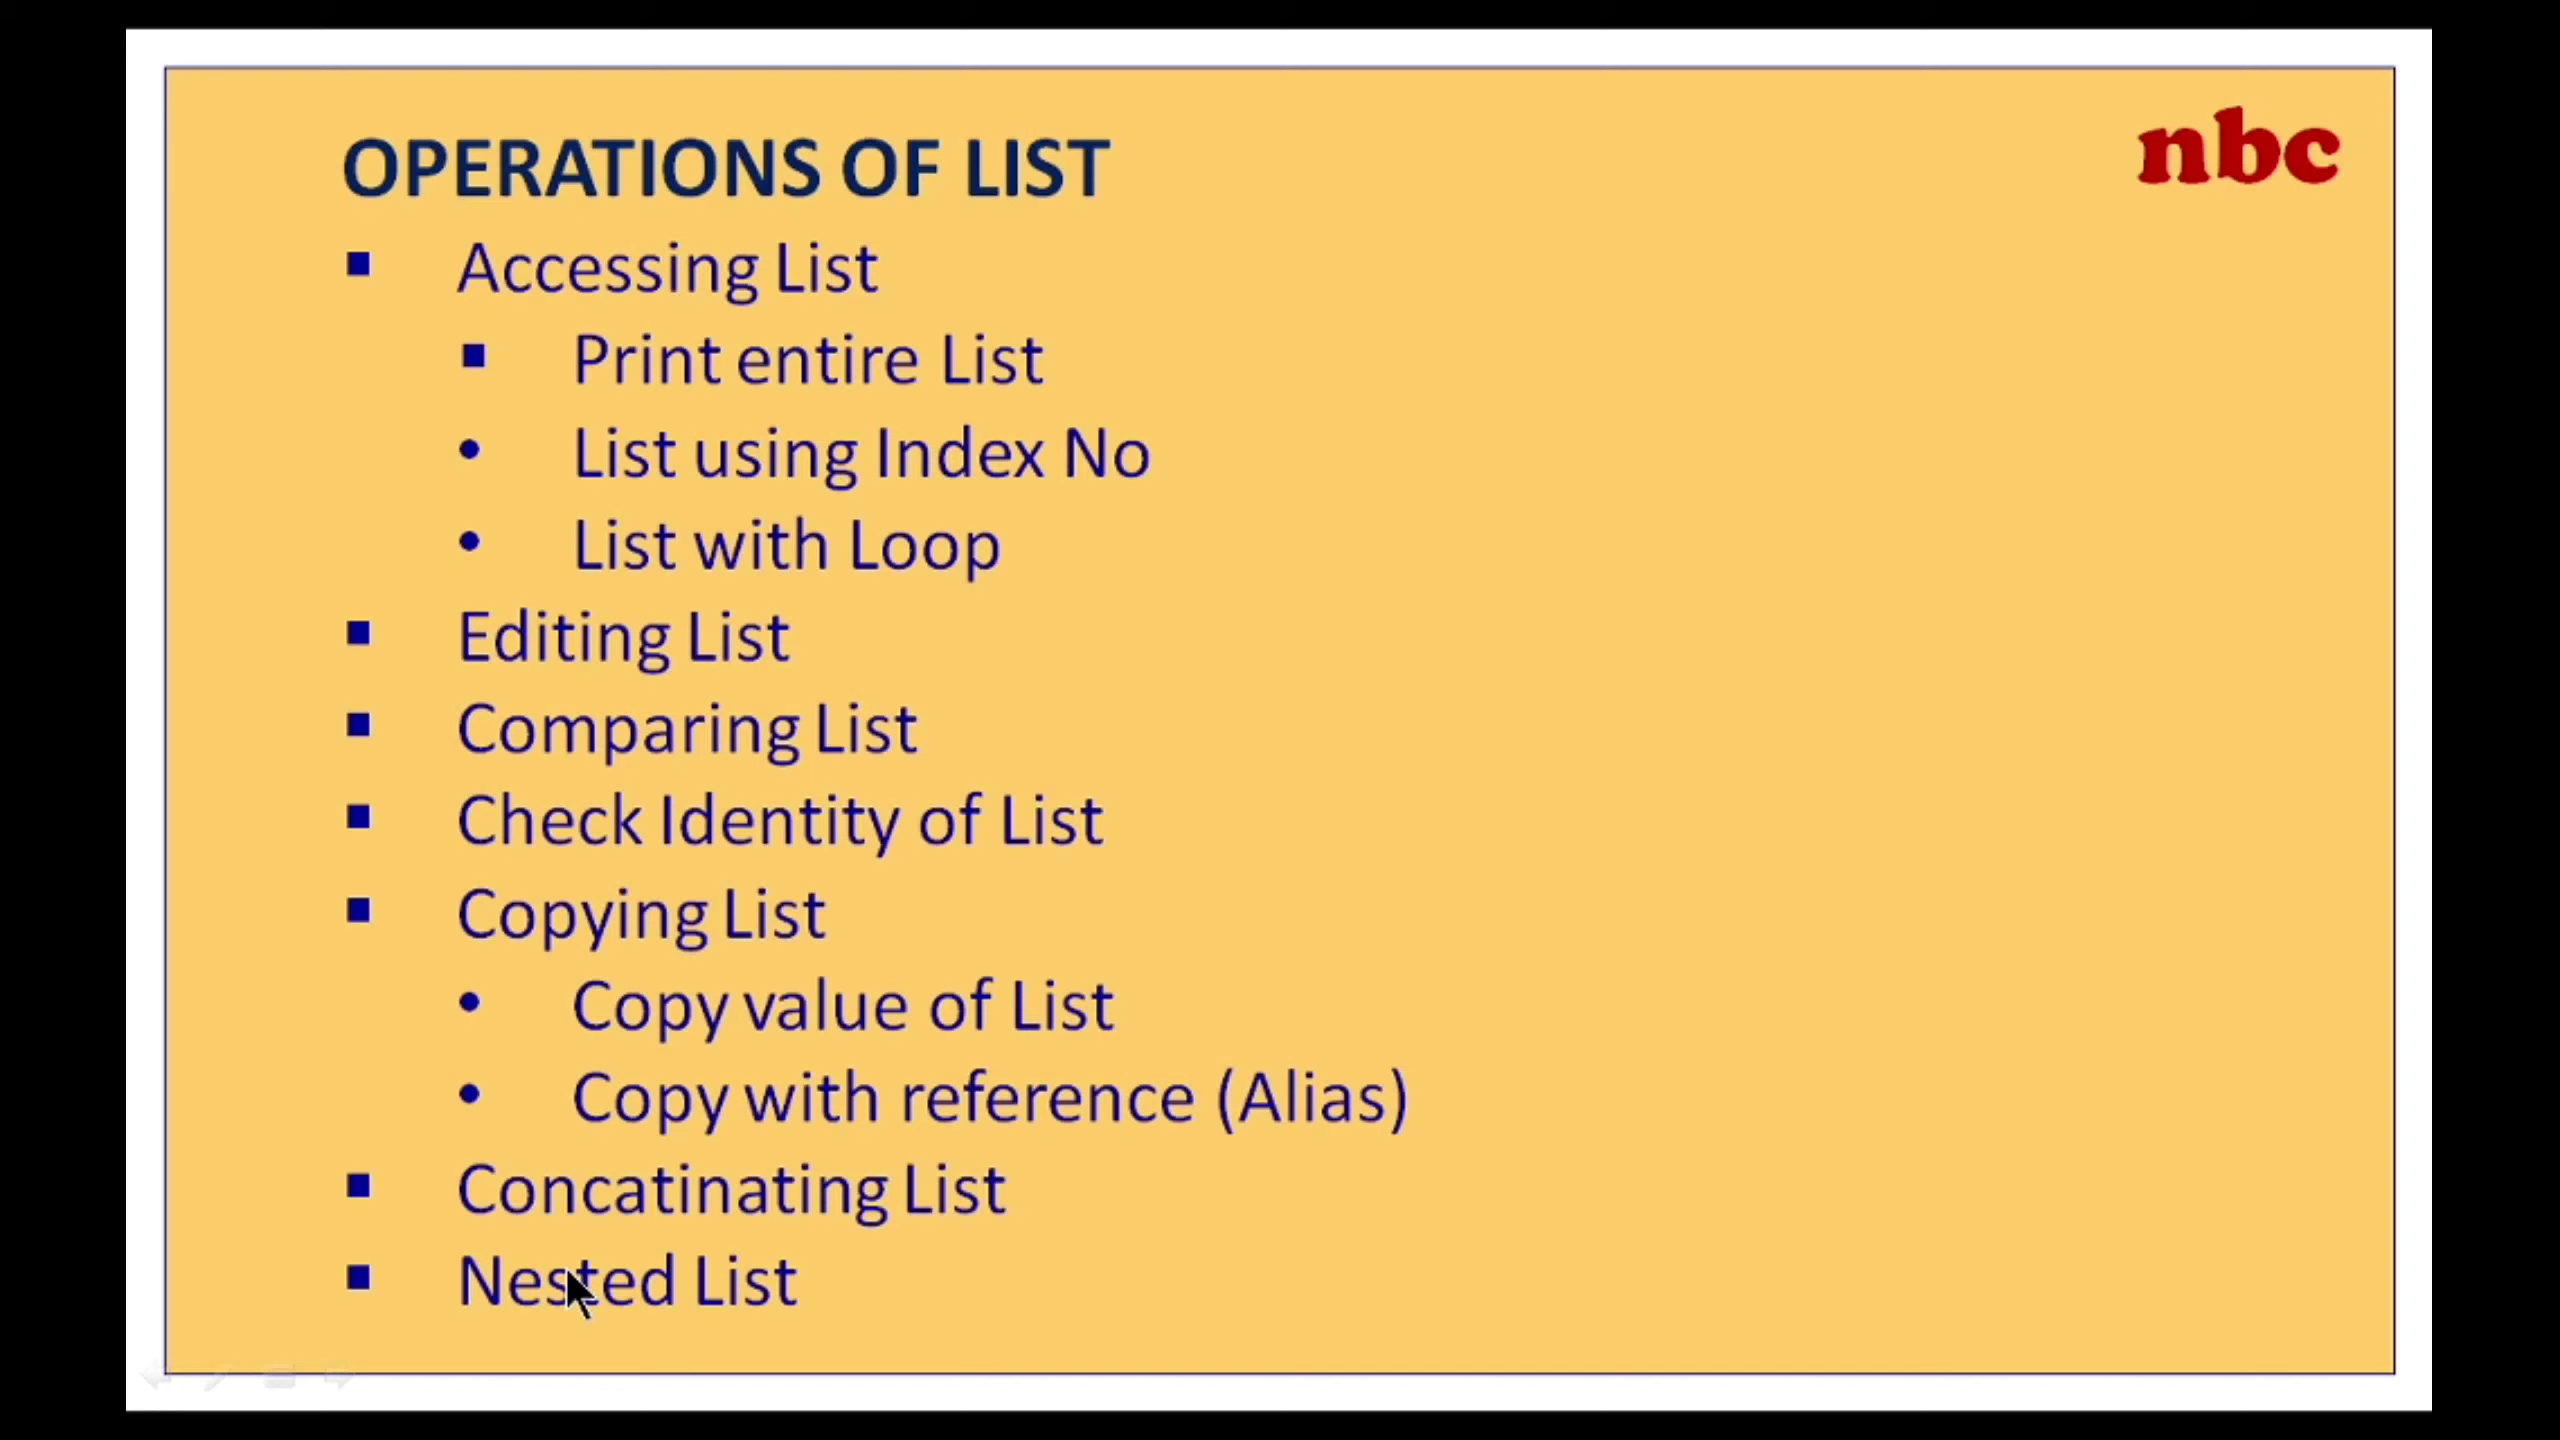 OPERATIONS OF LIST
nbc
Accessing List
Print entire List
List using Index No
List with Loop
Editing List
Comparing List
Check Identity of List
Copying List
Copy value of List
Copy with reference (Alias)
Concatinating List
Nested List